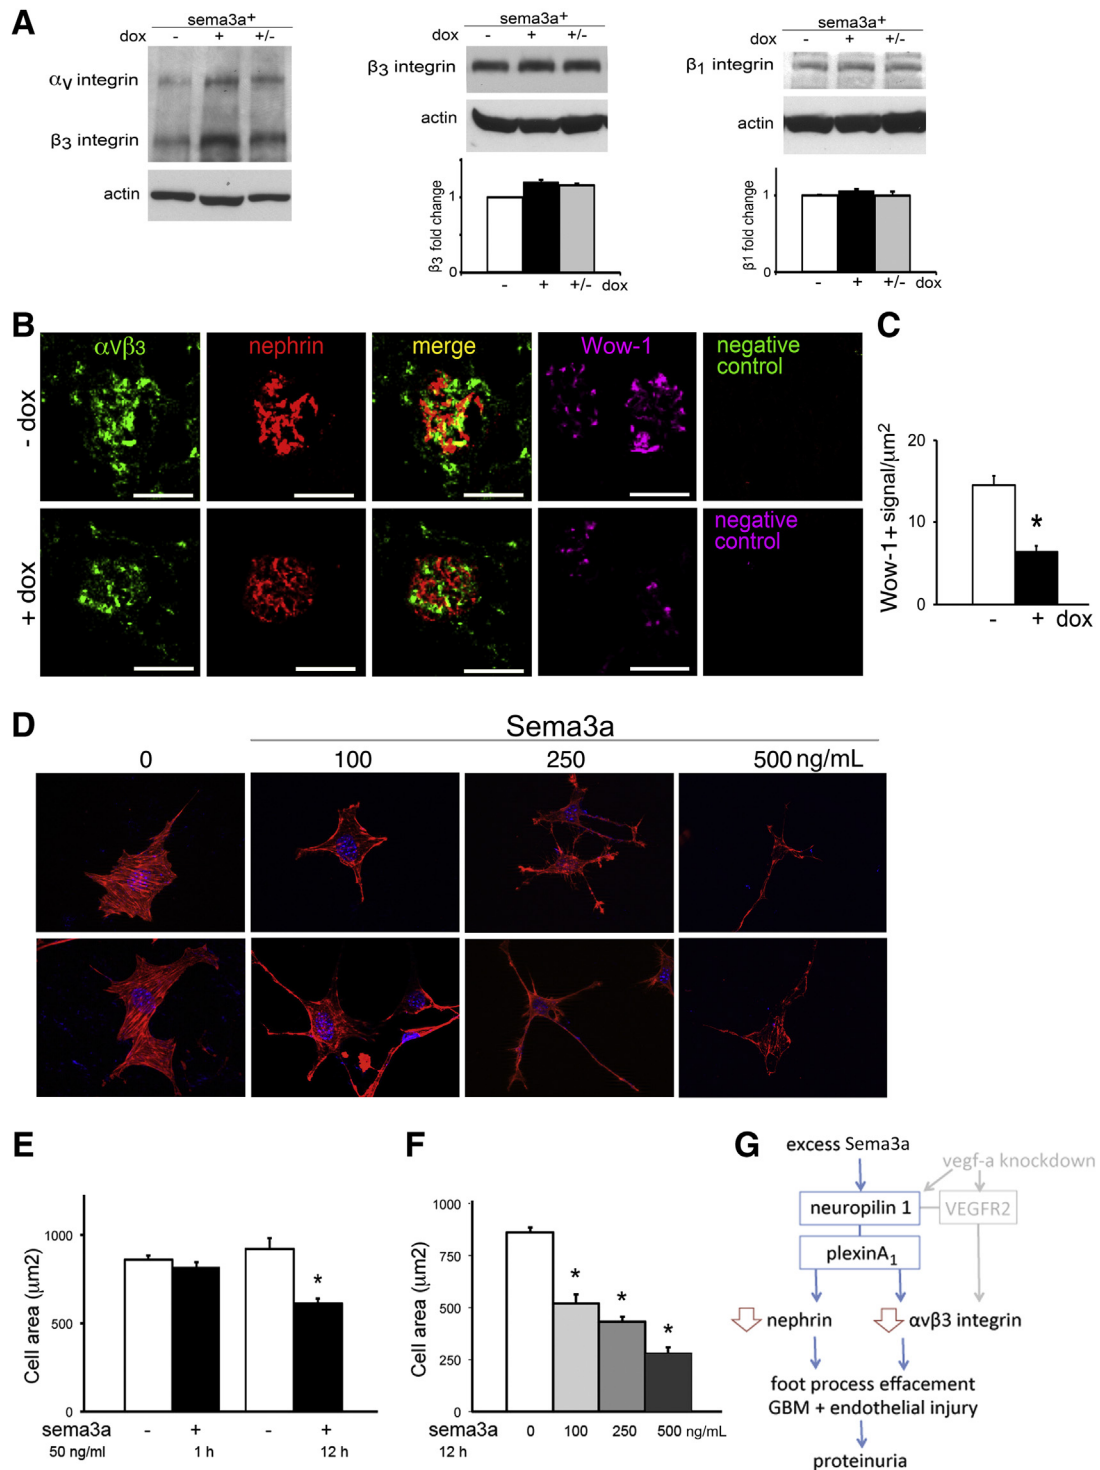 A
sema3a+
dox - + +/-
αv integrin
β3 integrin
actin
sema3a+
dox - + +/-
β3 integrin
actin
β3 fold change
1
0
- + +/- dox
sema3a+
dox - + +/-
β1 integrin
actin
β1 fold change
1
0
- + +/- dox
B
- dox
αvβ3
nephrin
merge
Wow-1
negative
control
+ dox
negative
control
C
Wow-1+ signal/µm2
20
10
0
- + dox
*
D
Sema3a
0 100 250 500 ng/mL
E
Cell area (µm2)
1000
500
0
*
sema3a - + - +
50 ng/ml 1 h 12 h
F
Cell area (µm2)
1000
750
500
250
0
* * *
sema3a 0 100 250 500 ng/mL
12 h
G
excess Sema3a
vegf-a knockdown
neuropilin 1
VEGFR2
plexinA1
nephrin
αvβ3 integrin
foot process effacement
GBM + endothelial injury
proteinuria